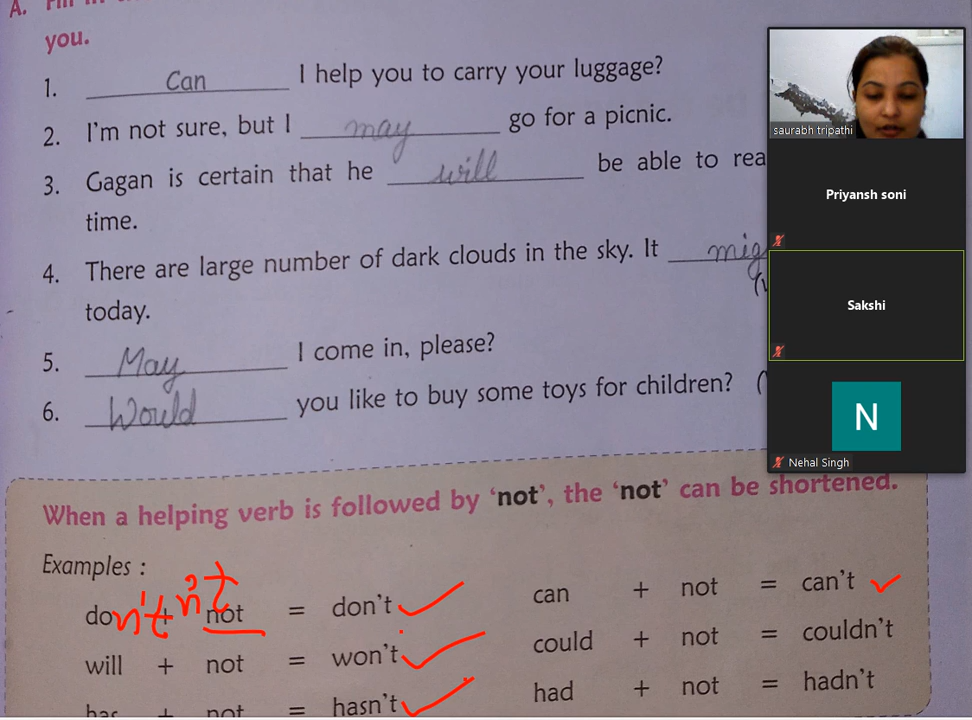 A. Fill in
you.
1. Can I help you to carry your luggage?
2. I'm not sure, but I may go for a picnic.
3. Gagan is certain that he will be able to rea
time.
4. There are large number of dark clouds in the sky. It mig
today.
5. May I come in, please?
6. Would you like to buy some toys for children? (
When a helping verb is followed by 'not', the 'not' can be shortened.
Examples :
do + not = don't
n't n't
can + not = can't
will + not = won't
could + not = couldn't
has + not = hasn't
had + not = hadn't
saurabh tripathi
Priyansh soni
Sakshi
N
Nehal Singh